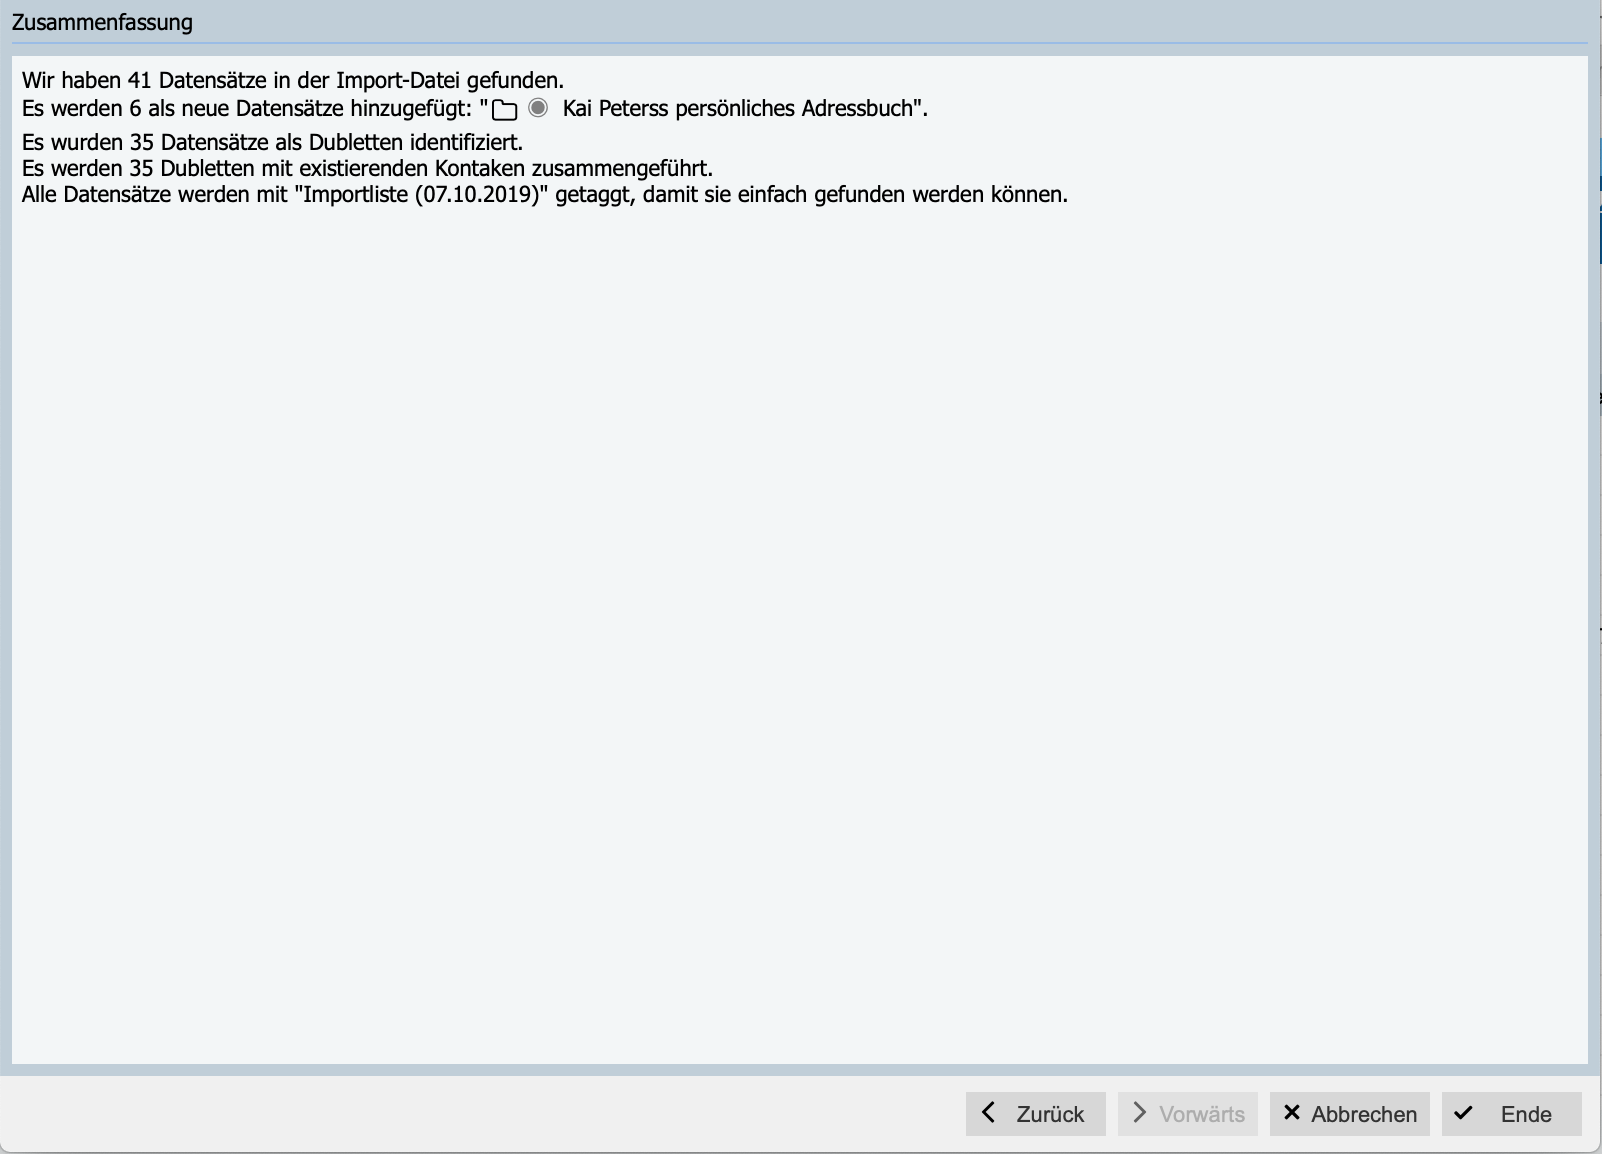 Zusammenfassung
Wir haben 41 Datensätze in der Import-Datei gefunden.
Es werden 6 als neue Datensätze hinzugefügt: " Kai Peterss persönliches Adressbuch".
Es wurden 35 Datensätze als Dubletten identifiziert.
Es werden 35 Dubletten mit existierenden Kontaken zusammengeführt.
Alle Datensätze werden mit "Importliste (07.10.2019)" getaggt, damit sie einfach gefunden werden können.
Zurück Vorwärts Abbrechen Ende